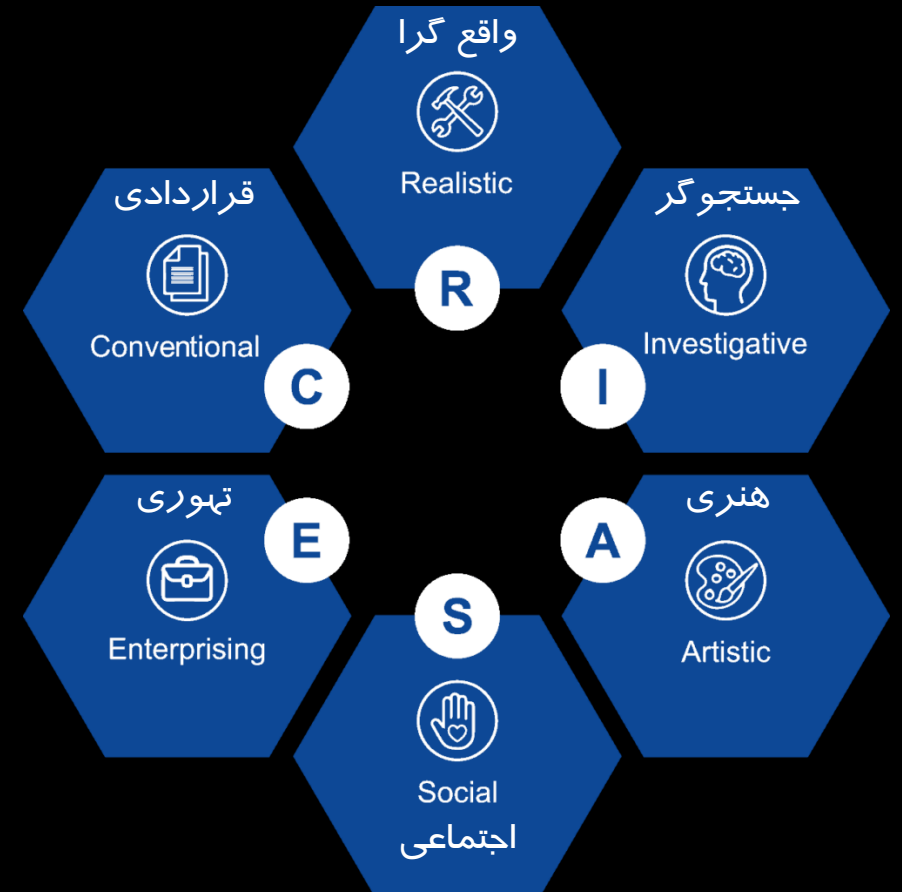 واقع گرا
Realistic
R
قراردادی
Conventional
C
جستجوگر
Investigative
I
تهوری
Enterprising
E
هنری
Artistic
A
S
Social
اجتماعی